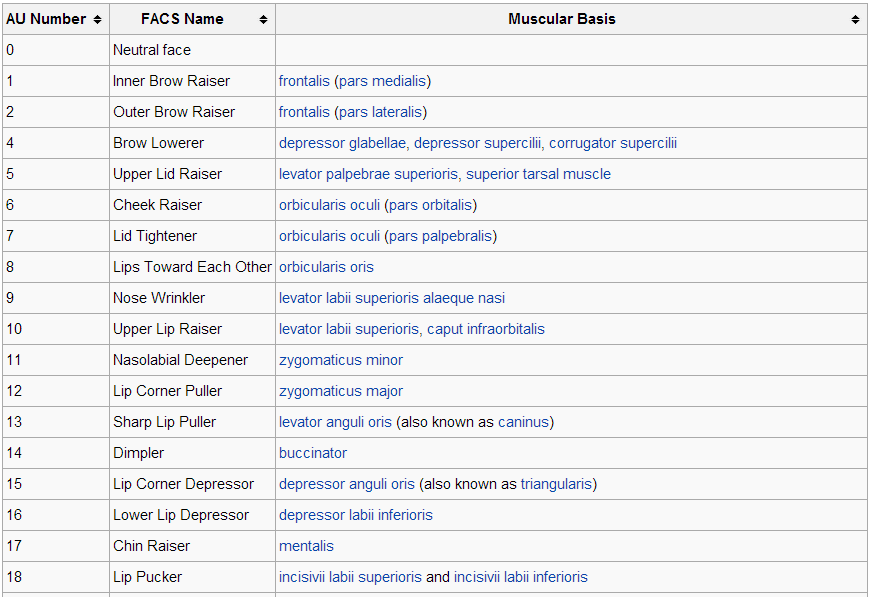 AU Number FACS Name Muscular Basis
0 Neutral face
1 Inner Brow Raiser frontalis (pars medialis)
2 Outer Brow Raiser frontalis (pars lateralis)
4 Brow Lowerer depressor glabellae, depressor supercilii, corrugator supercilii
5 Upper Lid Raiser levator palpebrae superioris, superior tarsal muscle
6 Cheek Raiser orbicularis oculi (pars orbitalis)
7 Lid Tightener orbicularis oculi (pars palpebralis)
8 Lips Toward Each Other orbicularis oris
9 Nose Wrinkler levator labii superioris alaeque nasi
10 Upper Lip Raiser levator labii superioris, caput infraorbitalis
11 Nasolabial Deepener zygomaticus minor
12 Lip Corner Puller zygomaticus major
13 Sharp Lip Puller levator anguli oris (also known as caninus)
14 Dimpler buccinator
15 Lip Corner Depressor depressor anguli oris (also known as triangularis)
16 Lower Lip Depressor depressor labii inferioris
17 Chin Raiser mentalis
18 Lip Pucker incisivii labii superioris and incisivii labii inferioris